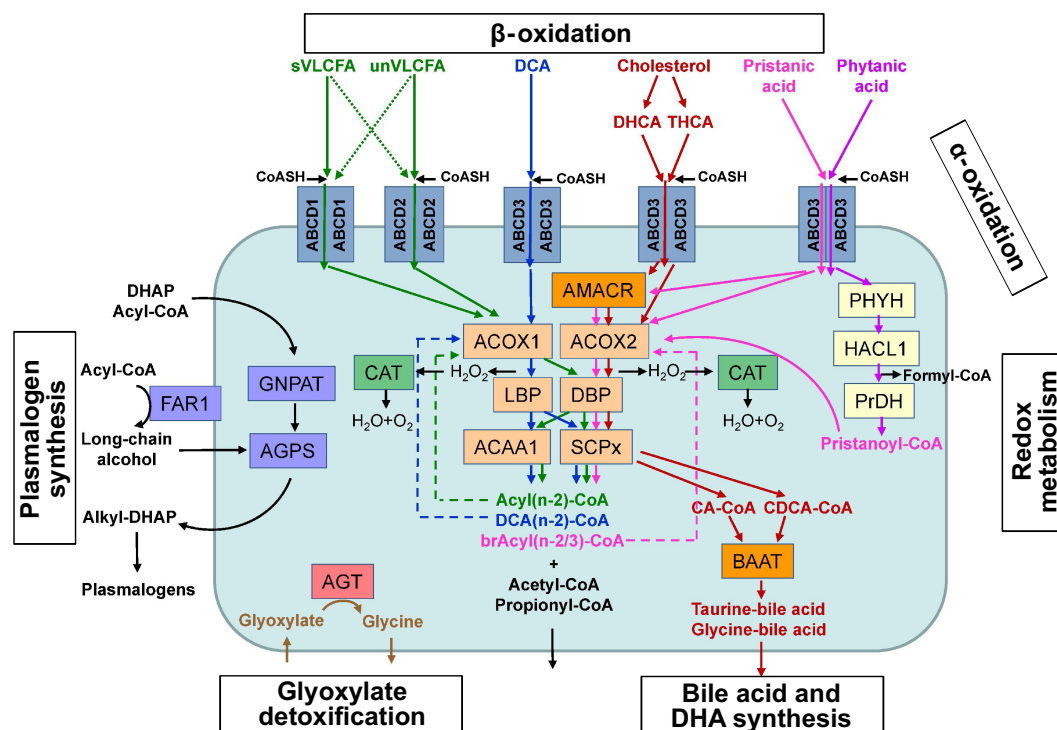 β-oxidation
sVLCFA unVLCFA DCA Cholesterol Pristanic acid Phytanic acid
DHCA THCA
α-oxidation
CoASH CoASH CoASH CoASH CoASH
ABCD1 ABCD1 ABCD2 ABCD2 ABCD3 ABCD3 ABCD3 ABCD3 ABCD3 ABCD3
DHAP
Acyl-CoA
AMACR
PHYH
ACOX1 ACOX2
HACL1
Formyl-CoA
Plasmalogen
synthesis
Acyl-CoA
FAR1
GNPAT
CAT H2O2 H2O2 CAT
LBP DBP
PrDH
H2O+O2 H2O+O2
Pristanoyl-CoA
Redox
metabolism
Long-chain
alcohol
AGPS
ACAA1 SCPx
Acyl(n-2)-CoA
DCA(n-2)-CoA
brAcyl(n-2/3)-CoA
CA-CoA CDCA-CoA
Alkyl-DHAP
+
BAAT
Plasmalogens
AGT
Acetyl-CoA
Propionyl-CoA
Glyoxylate Glycine
Taurine-bile acid
Glycine-bile acid
Glyoxylate
detoxification
Bile acid and
DHA synthesis